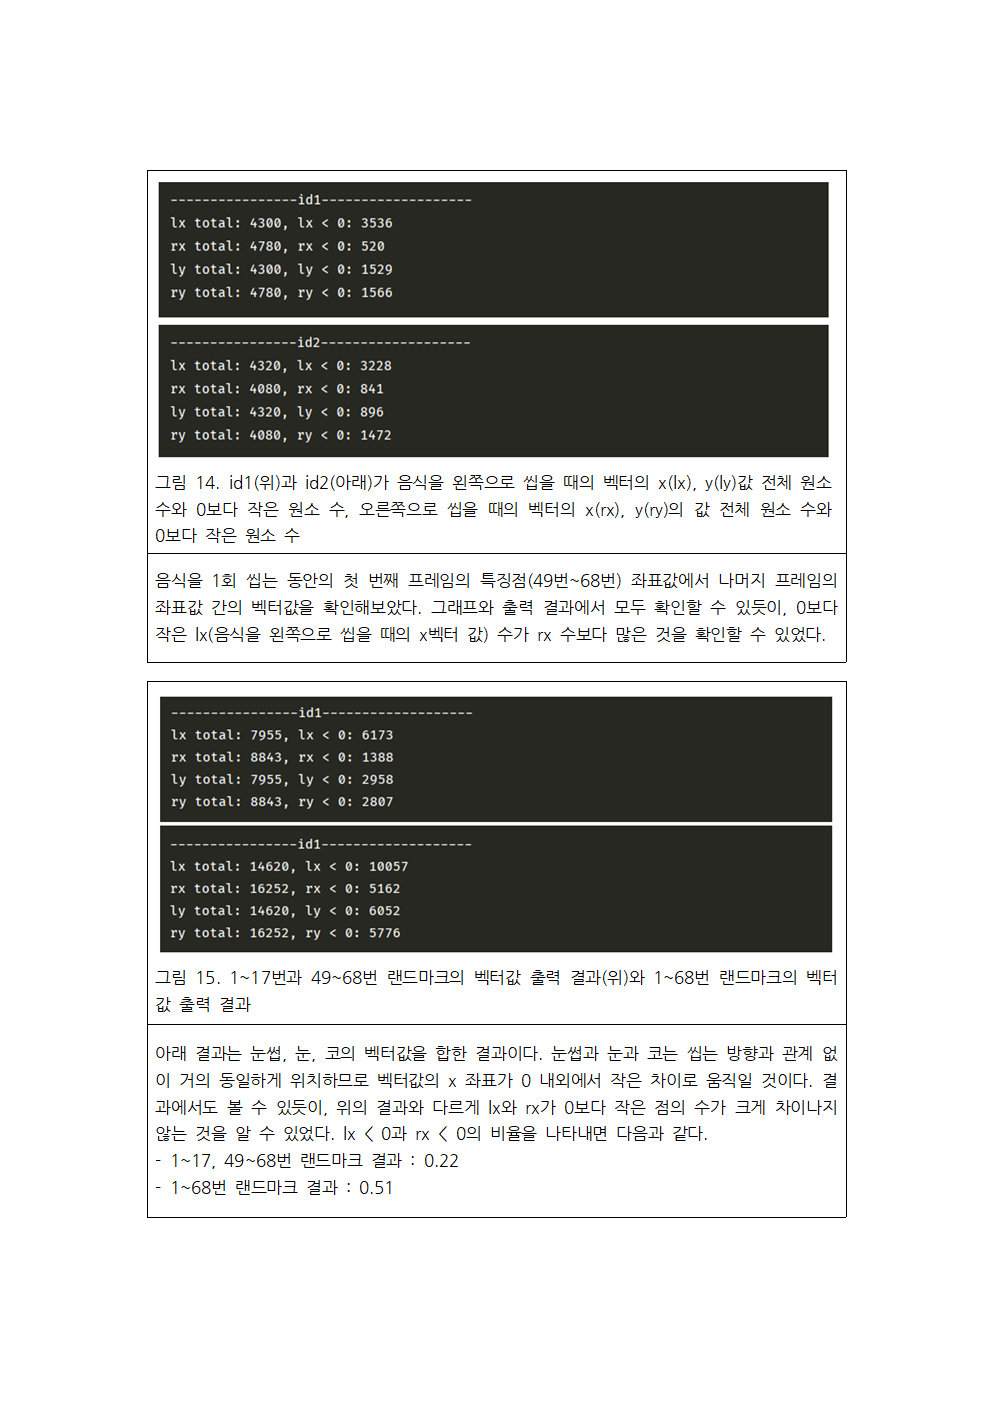 ----------------id1-------------------
lx total: 4300, lx < 0: 3536
rx total: 4780, rx < 0: 520
ly total: 4300, ly < 0: 1529
ry total: 4780, ry < 0: 1566
----------------id2-------------------
lx total: 4320, lx < 0: 3228
rx total: 4080, rx < 0: 841
ly total: 4320, ly < 0: 896
ry total: 4080, ry < 0: 1472
그림 14. id1(위)과 id2(아래)가 음식을 왼쪽으로 씹을 때의 벡터의 x(lx), y(ly)값 전체 원소
수와 0보다 작은 원소 수, 오른쪽으로 씹을 때의 벡터의 x(rx), y(ry)의 값 전체 원소 수와
0보다 작은 원소 수
음식을 1회 씹는 동안의 첫 번째 프레임의 특징점(49번~68번) 좌표값에서 나머지 프레임의
좌표값 간의 벡터값을 확인해보았다. 그래프와 출력 결과에서 모두 확인할 수 있듯이, 0보다
작은 lx(음식을 왼쪽으로 씹을 때의 x벡터 값) 수가 rx 수보다 많은 것을 확인할 수 있었다.
----------------id1-------------------
lx total: 7955, lx < 0: 6173
rx total: 8843, rx < 0: 1388
ly total: 7955, ly < 0: 2958
ry total: 8843, ry < 0: 2807
----------------id1-------------------
lx total: 14620, lx < 0: 10057
rx total: 16252, rx < 0: 5162
ly total: 14620, ly < 0: 6052
ry total: 16252, ry < 0: 5776
그림 15. 1~17번과 49~68번 랜드마크의 벡터값 출력 결과(위)와 1~68번 랜드마크의 벡터
값 출력 결과
아래 결과는 눈썹, 눈, 코의 벡터값을 합한 결과이다. 눈썹과 눈과 코는 씹는 방향과 관계 없
이 거의 동일하게 위치하므로 벡터값의 x 좌표가 0 내외에서 작은 차이로 움직일 것이다. 결
과에서도 볼 수 있듯이, 위의 결과와 다르게 lx와 rx가 0보다 작은 점의 수가 크게 차이나지
않는 것을 알 수 있었다. lx < 0과 rx < 0의 비율을 나타내면 다음과 같다.
- 1~17, 49~68번 랜드마크 결과 : 0.22
- 1~68번 랜드마크 결과 : 0.51